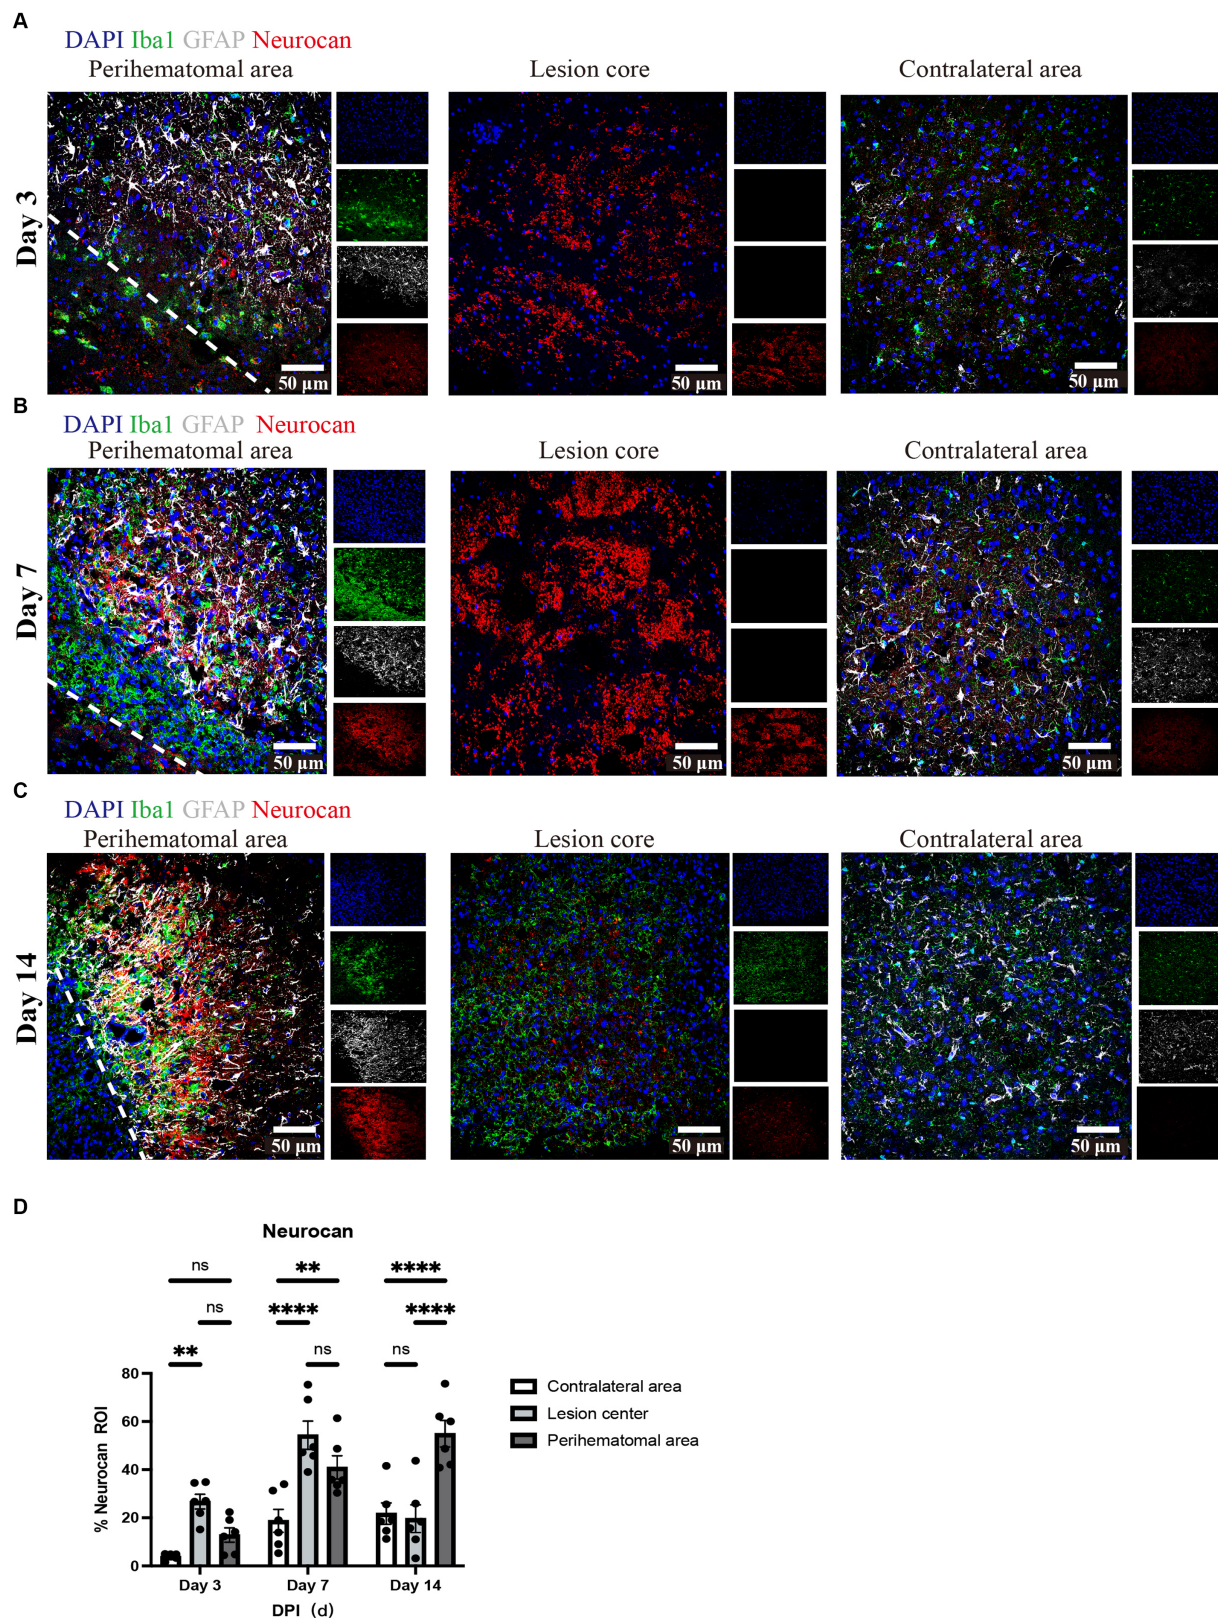 A
DAPI Iba1 GFAP Neurocan
Perihematomal area
Lesion core
Contralateral area
Day 3
50 µm
50 µm
50 µm
B
DAPI Iba1 GFAP Neurocan
Perihematomal area
Lesion core
Contralateral area
Day 7
50 µm
50 µm
50 µm
C
DAPI Iba1 GFAP Neurocan
Perihematomal area
Lesion core
Contralateral area
Day 14
50 µm
50 µm
50 µm
D
Neurocan
ns
**
****
ns
****
****
**
ns
ns
% Neurocan ROI
80
60
40
20
0
Day 3
Day 7
Day 14
DPI (d)
Contralateral area
Lesion center
Perihematomal area